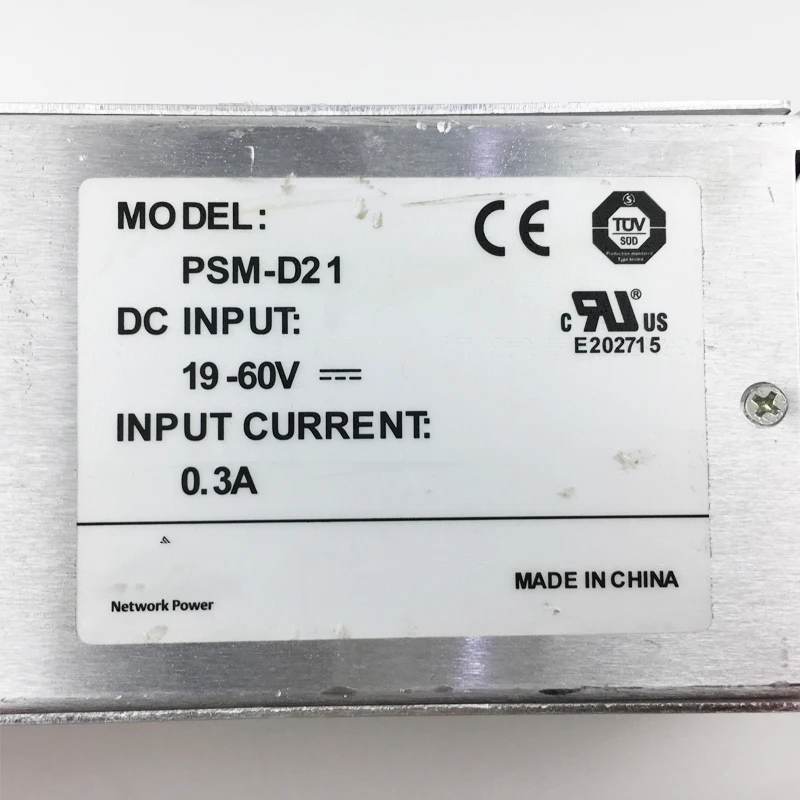 MODEL:
PSM-D21
DC INPUT:
19-60V
INPUT CURRENT:
0.3A
CE
TÜV
SÜD
C RU ® US
E202715
MADE IN CHINA
Network Power